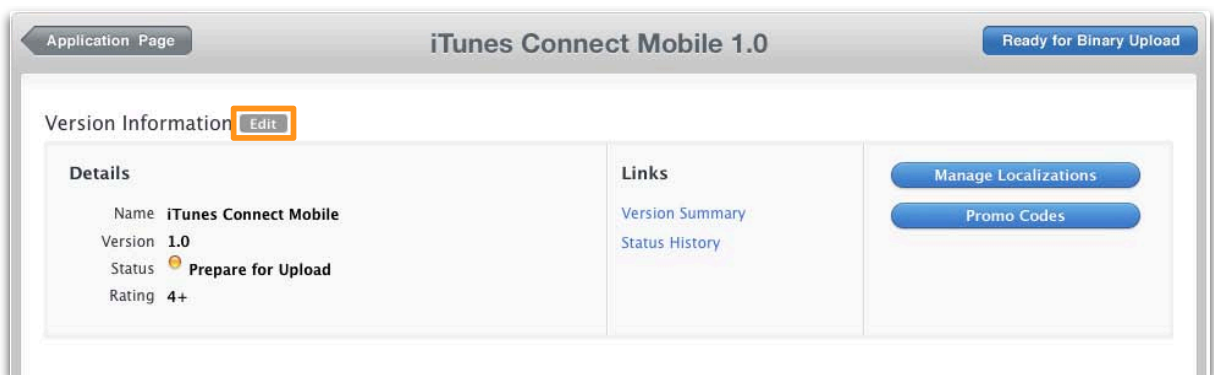 Application Page
iTunes Connect Mobile 1.0
Ready for Binary Upload
Version Information Edit
Details
Name iTunes Connect Mobile
Version 1.0
Status Prepare for Upload
Rating 4+
Links
Version Summary
Status History
Manage Localizations
Promo Codes